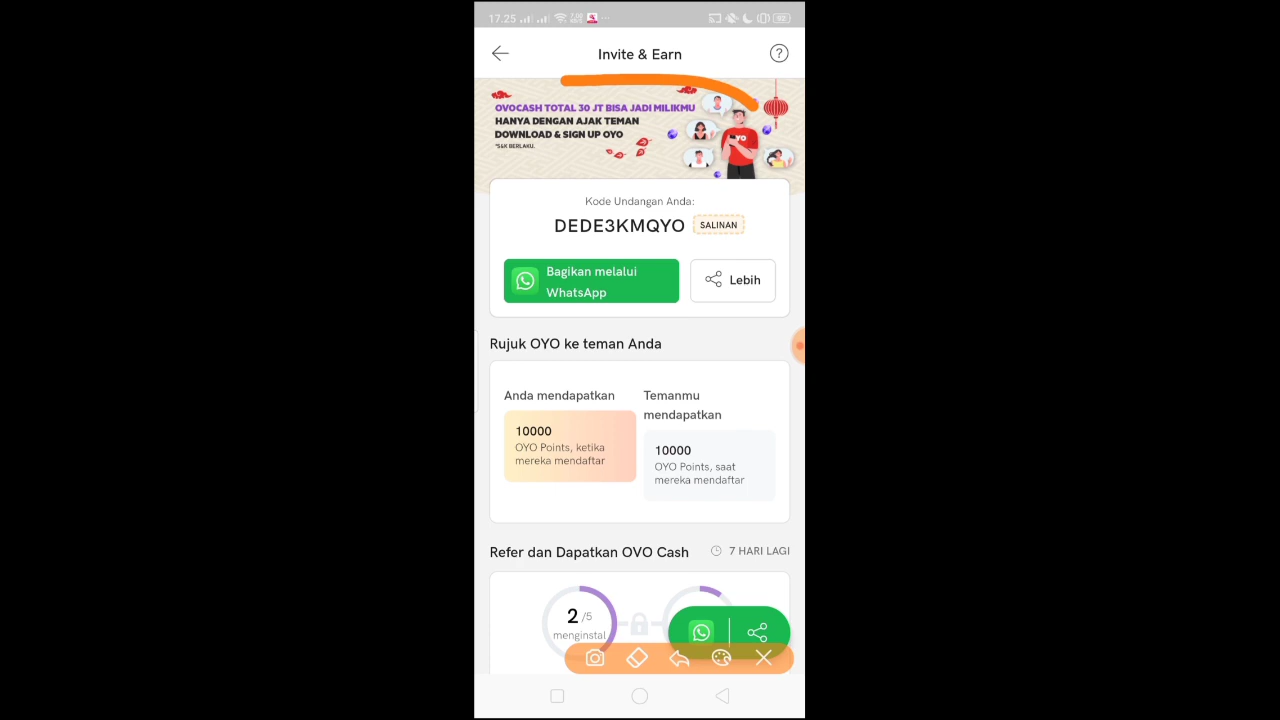 17.25
Invite & Earn
OVOCASH TOTAL 30 JT BISA JADI MILIKMU
HANYA DENGAN AJAK TEMAN
DOWNLOAD & SIGN UP OYO
*S&K BERLAKU.
OYO
Kode Undangan Anda:
DEDE3KMQYO SALINAN
Bagikan melalui
WhatsApp
Lebih
Rujuk OYO ke teman Anda
Anda mendapatkan
10000
OYO Points, ketika
mereka mendaftar
Temanmu
mendapatkan
10000
OYO Points, saat
mereka mendaftar
Refer dan Dapatkan OVO Cash 7 HARI LAGI
2 /5
menginstal